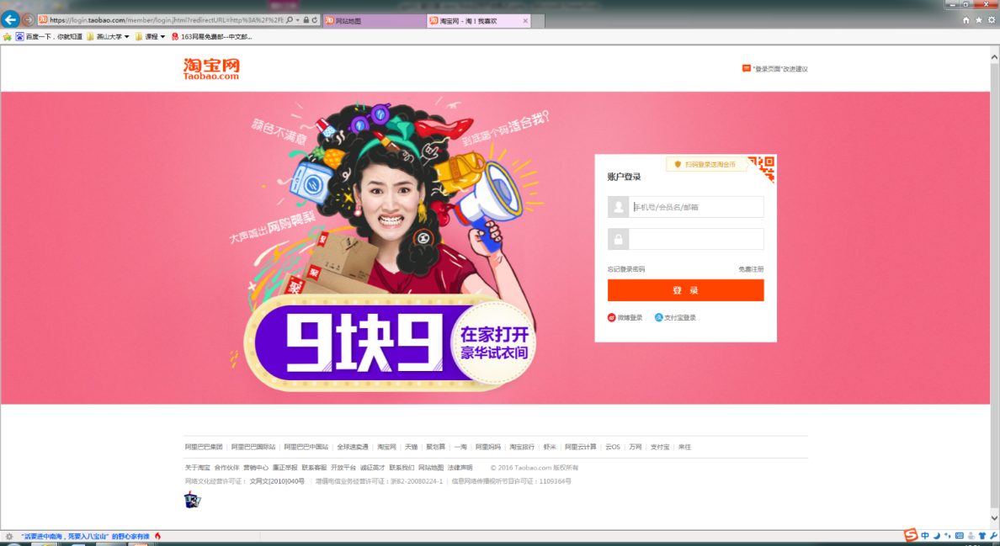 https://login.taobao.com/member/login.jhtml?redirectURL=http%3A%2F%2Fb
网站地图
淘宝网 - 淘！我喜欢
百度一下，你就知道
燕山大学
课程
163网易免费邮--中文邮...
淘宝网
Taobao.com
"登录页面"改进建议
颜色不满意
到底哪个码适合我?
大声喊出网购鸭梨
聚
聚
聚
9块9
在家打开
豪华试衣间
扫码登录送淘金币
账户登录
手机号/会员名/邮箱
忘记登录密码
免费注册
登 录
微博登录
支付宝登录
阿里巴巴集团 | 阿里巴巴国际站 | 阿里巴巴中国站 | 全球速卖通 | 淘宝网 | 天猫 | 聚划算 | 一淘 | 阿里妈妈 | 淘宝旅行 | 虾米 | 阿里云计算 | 云OS | 万网 | 支付宝 | 来往
关于淘宝 合作伙伴 营销中心 廉正举报 联系客服 开放平台 诚征英才 联系我们 网站地图 法律声明 © 2016 Taobao.com 版权所有
网络文化经营许可证：文网文[2010]040号 | 增值电信业务经营许可证：浙B2-20080224-1 | 信息网络传播视听节目许可证：1109364号
"活要进中南海，死要入八宝山"的野心家有谁
中